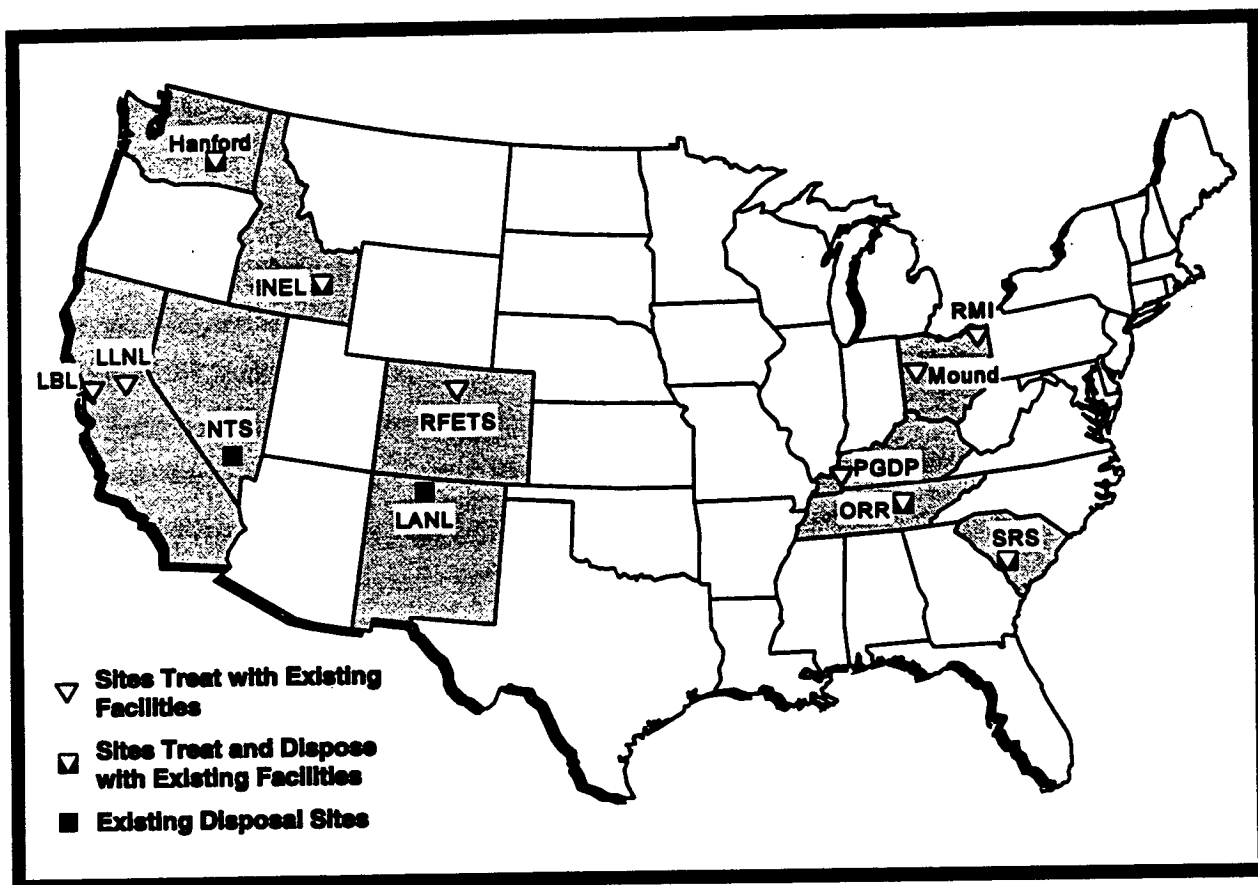 Hanford
INEL
RMI
LLNL
LBL
Mound
RFETS
NTS
PGDP
LANL
ORR
SRS
Sites Treat with Existing
Facilities
Sites Treat and Dispose
with Existing Facilities
Existing Disposal Sites